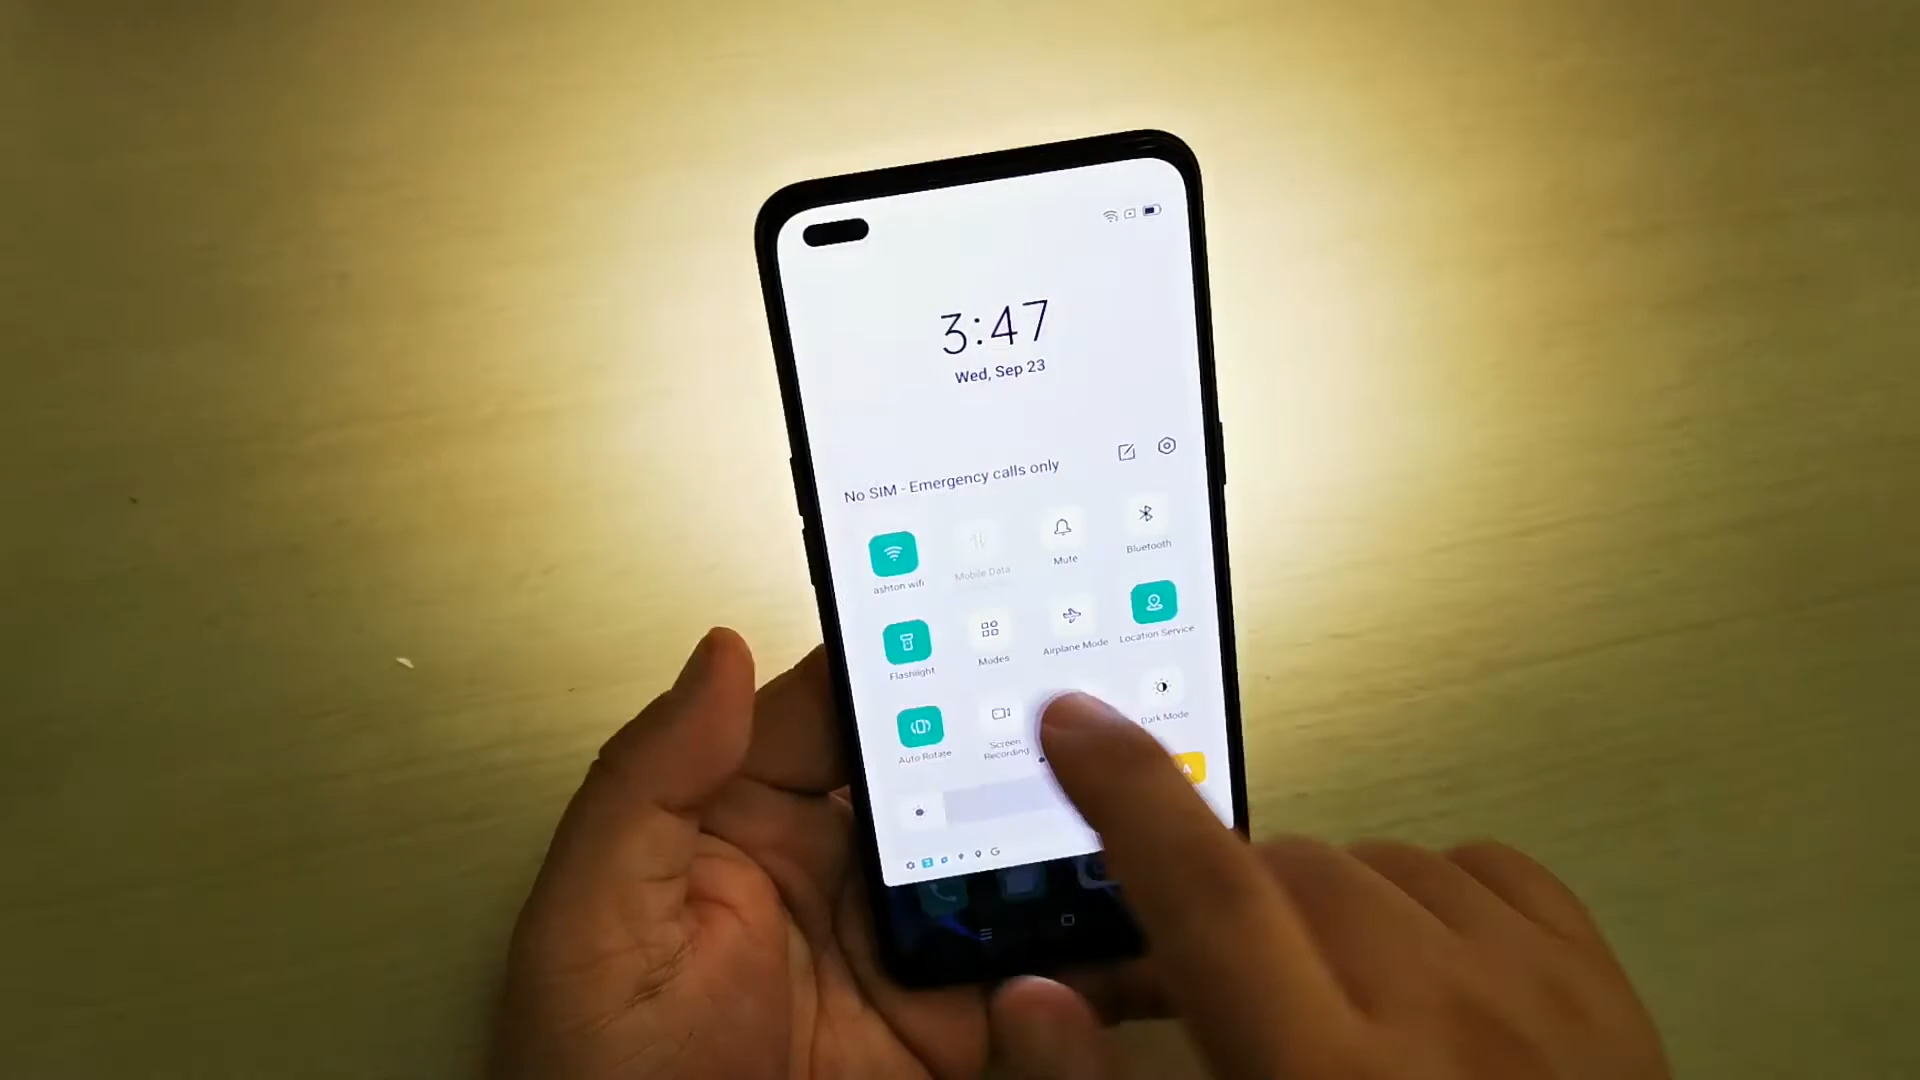 3:47
Wed, Sep 23
No SIM - Emergency calls only
ashton wifi
Mobile Data
Mute
Bluetooth
Flashlight
Modes
Airplane Mode
Location Service
Auto Rotate
Screen
Recording
Dark Mode
A
G